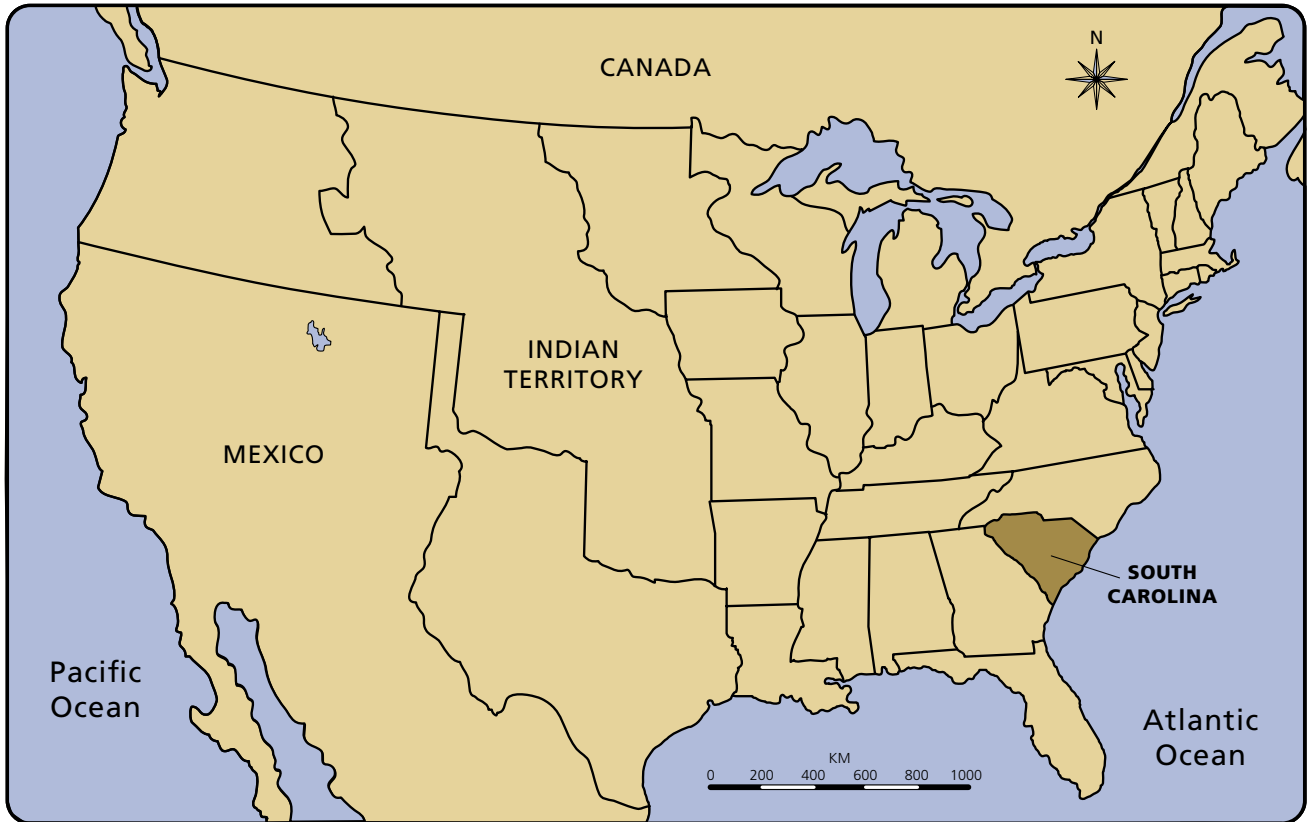 CANADA
N
INDIAN
TERRITORY
MEXICO
SOUTH
CAROLINA
Pacific
Ocean
Atlantic
Ocean
KM
0 200 400 600 800 1000